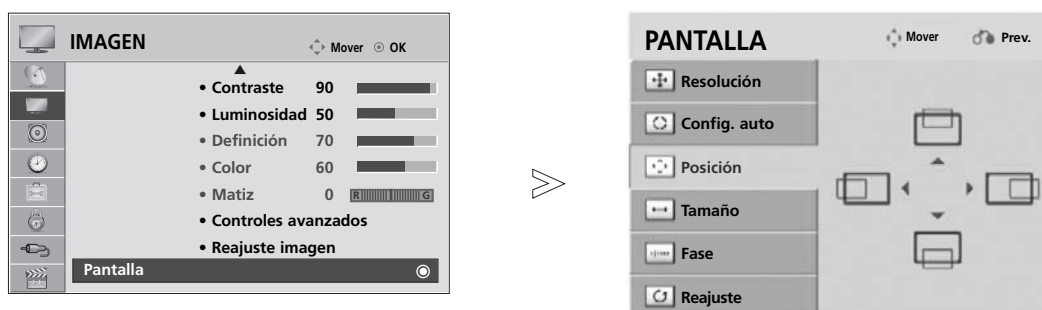 IMAGEN
Mover OK
• Contraste 90
• Luminosidad 50
• Definición 70
• Color 60
• Matiz 0 R G
• Controles avanzados
• Reajuste imagen
Pantalla
PANTALLA
Mover Prev.
Resolución
Config. auto
Posición
Tamaño
Fase
Reajuste